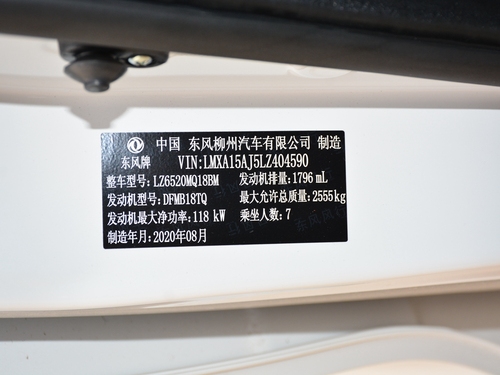 中国 东风柳州汽车有限公司 制造
东风牌 VIN:LMXA15AJ5LZ404590
整车型号:LZ6520MQ18BM 发动机排量:1796 mL
发动机型号:DFMB18TQ 最大允许总质量:2555kg
发动机最大净功率:118 kW 乘坐人数:7
制造年月:2020年08月